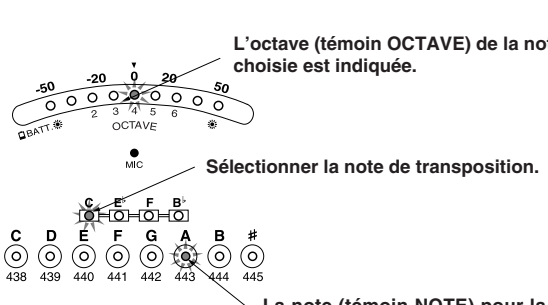 L'octave (témoin OCTAVE) de la no
choisie est indiquée.
-50 -20 0 20 50
BATT. 2 3 4 5 6
OCTAVE
MIC
Sélectionner la note de transposition.
C E♭ F B♭
C D E F G A B #
438 439 440 441 442 443 444 445
La note (témoin NOTE) pour le